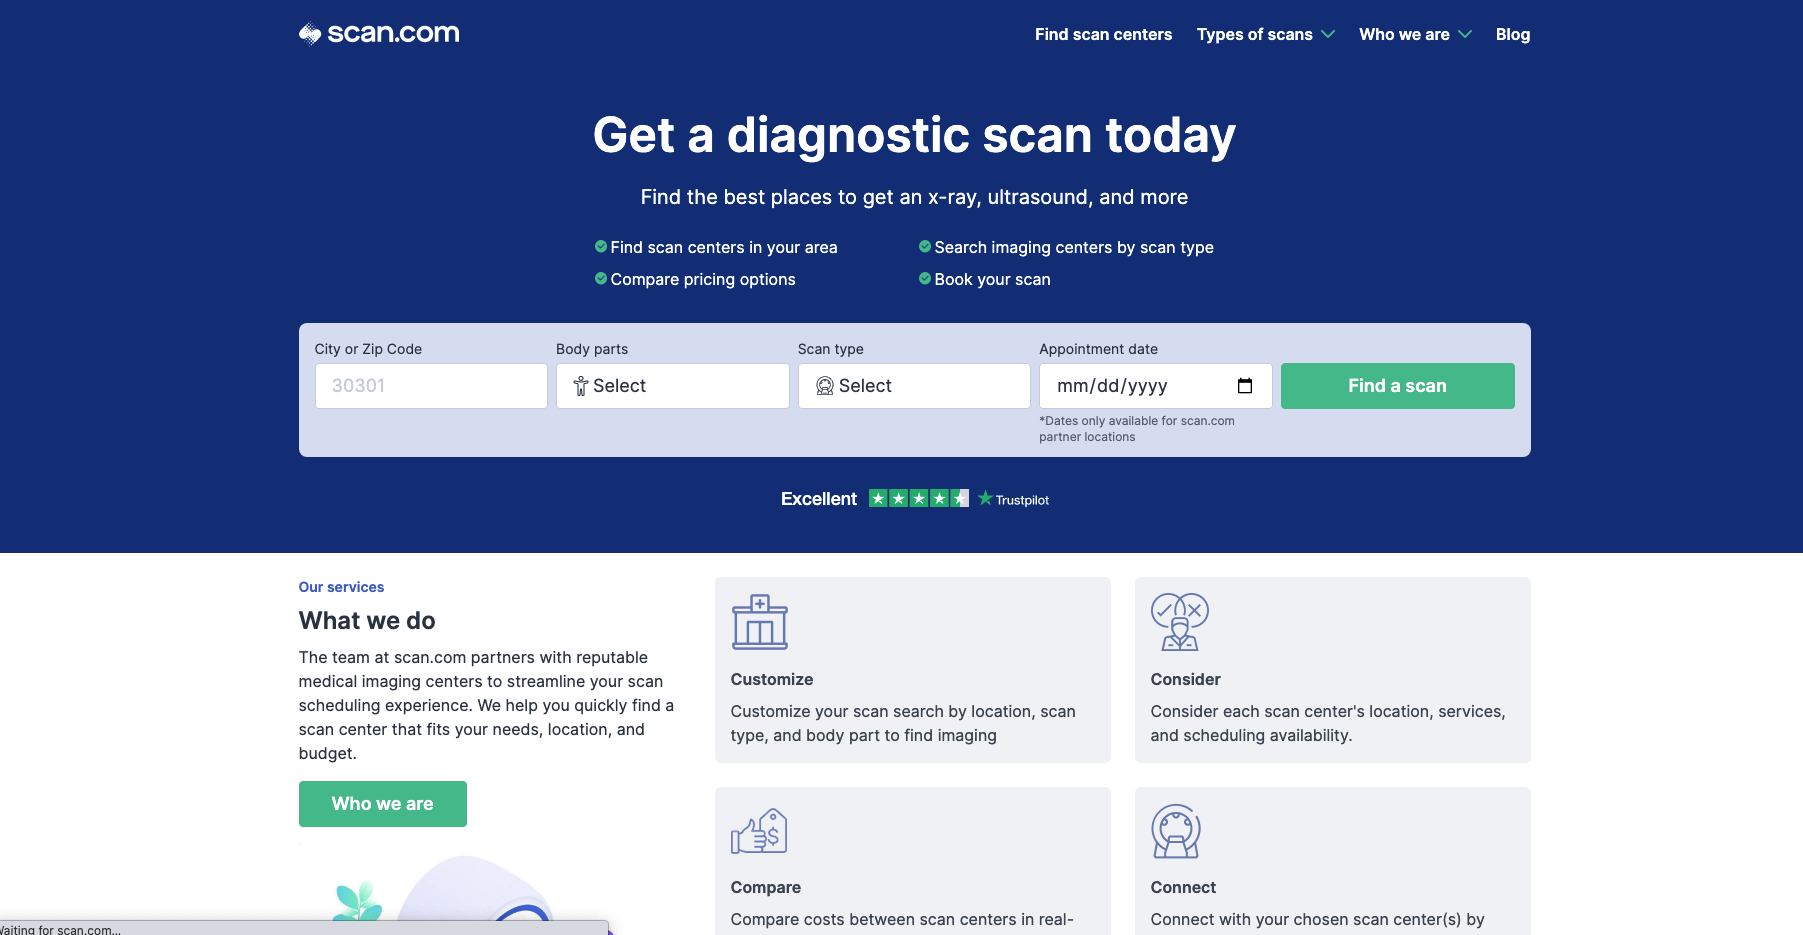 scan.com
Find scan centers
Types of scans
Who we are
Blog
Get a diagnostic scan today
Find the best places to get an x-ray, ultrasound, and more
Find scan centers in your area
Search imaging centers by scan type
Compare pricing options
Book your scan
City or Zip Code
Body parts
Scan type
Appointment date
30301
Select
Select
mm/dd/yyyy
Find a scan
*Dates only available for scan.com
partner locations
Excellent
Trustpilot
Our services
What we do
The team at scan.com partners with reputable
medical imaging centers to streamline your scan
scheduling experience. We help you quickly find a
scan center that fits your needs, location, and
budget.
Who we are
Customize
Customize your scan search by location, scan
type, and body part to find imaging
Consider
Consider each scan center's location, services,
and scheduling availability.
$
Compare
Compare costs between scan centers in real-
Connect
Connect with your chosen scan center(s) by
Waiting for scan.com...